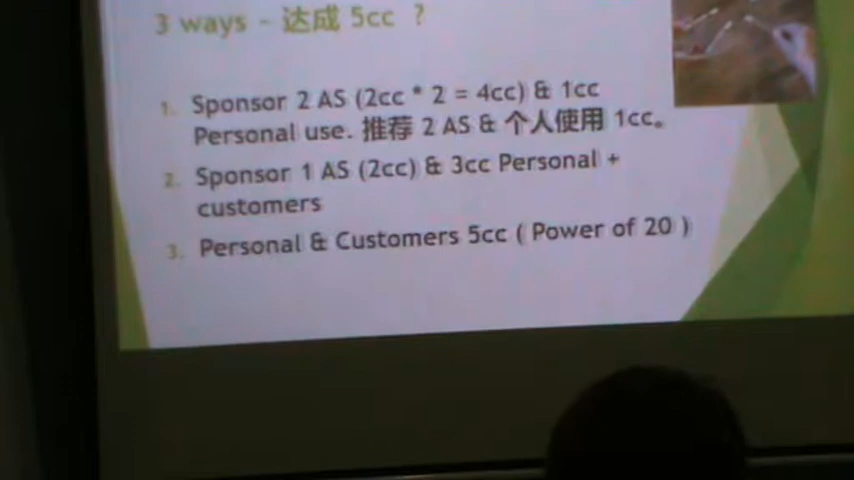 3 ways - 达成 5cc ?
1. Sponsor 2 AS (2cc * 2 = 4cc) & 1cc
Personal use. 推荐 2 AS & 个人使用 1cc。
2. Sponsor 1 AS (2cc) & 3cc Personal +
customers
3. Personal & Customers 5cc ( Power of 20 )